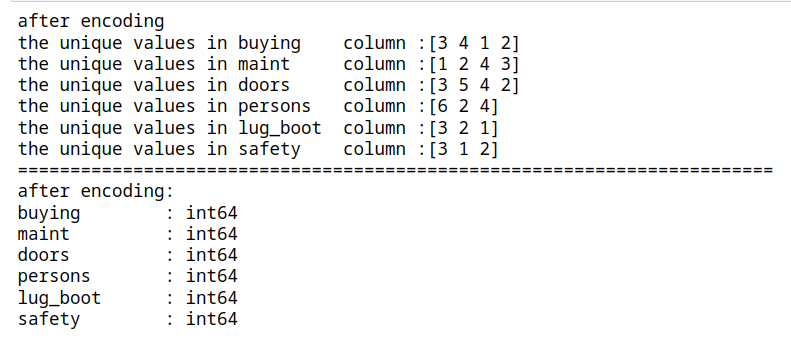 after encoding
the unique values in buying    column :[3 4 1 2]
the unique values in maint     column :[1 2 4 3]
the unique values in doors     column :[3 5 4 2]
the unique values in persons   column :[6 2 4]
the unique values in lug_boot  column :[3 2 1]
the unique values in safety    column :[3 1 2]
========================================================================
after encoding:
buying        : int64
maint         : int64
doors         : int64
persons       : int64
lug_boot      : int64
safety        : int64